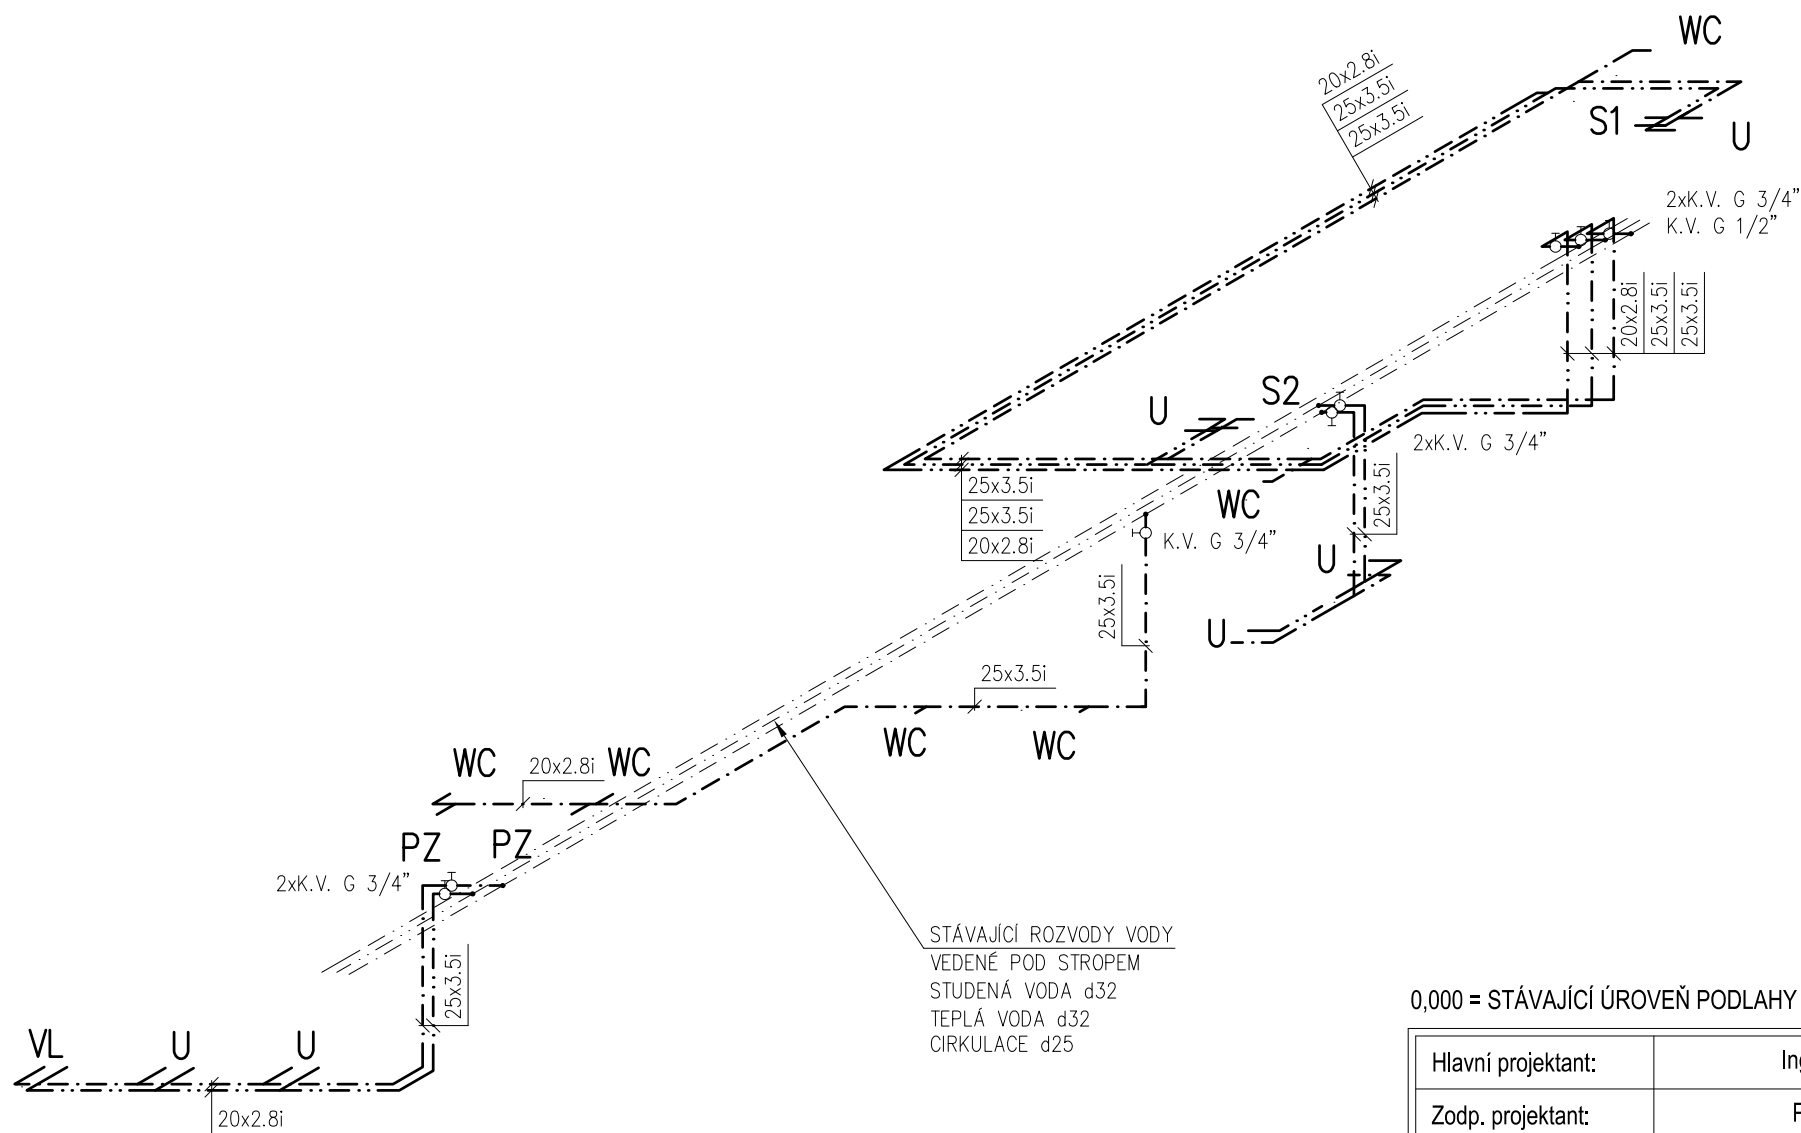 WC
20x2.8i
25x3.5i
25x3.5i
S1
U
2xK.V. G 3/4"
K.V. G 1/2"
20x2.8i
25x3.5i
25x3.5i
S2
U
2xK.V. G 3/4"
25x3.5i
25x3.5i
25x3.5i
20x2.8i
WC
K.V. G 3/4"
U
25x3.5i
U
25x3.5i
WC
WC
WC
20x2.8i
WC
PZ
PZ
2xK.V. G 3/4"
25x3.5i
STÁVAJÍCÍ ROZVODY VODY
VEDENÉ POD STROPEM
STUDENÁ VODA d32
TEPLÁ VODA d32
CIRKULACE d25
VL
U
U
20x2.8i
0,000 = STÁVAJÍCÍ ÚROVEŇ PODLAHY
Hlavní projektant:
Zodp. projektant: